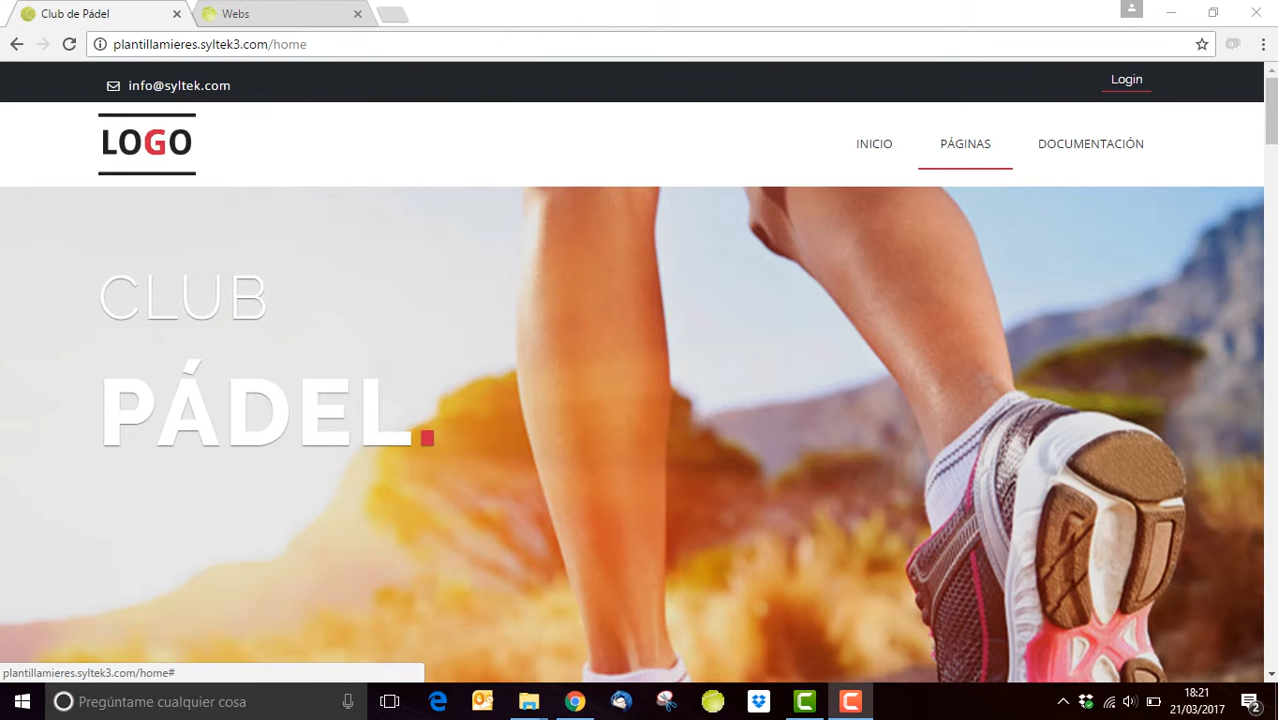 Club de Pádel
Webs
plantillamieres.syltek3.com/home
info@syltek.com
Login
LOGO
INICIO
PÁGINAS
DOCUMENTACIÓN
CLUB
PÁDEL.
plantillamieres.syltek3.com/home#
Pregúntame cualquier cosa
18:21
21/03/2017
2